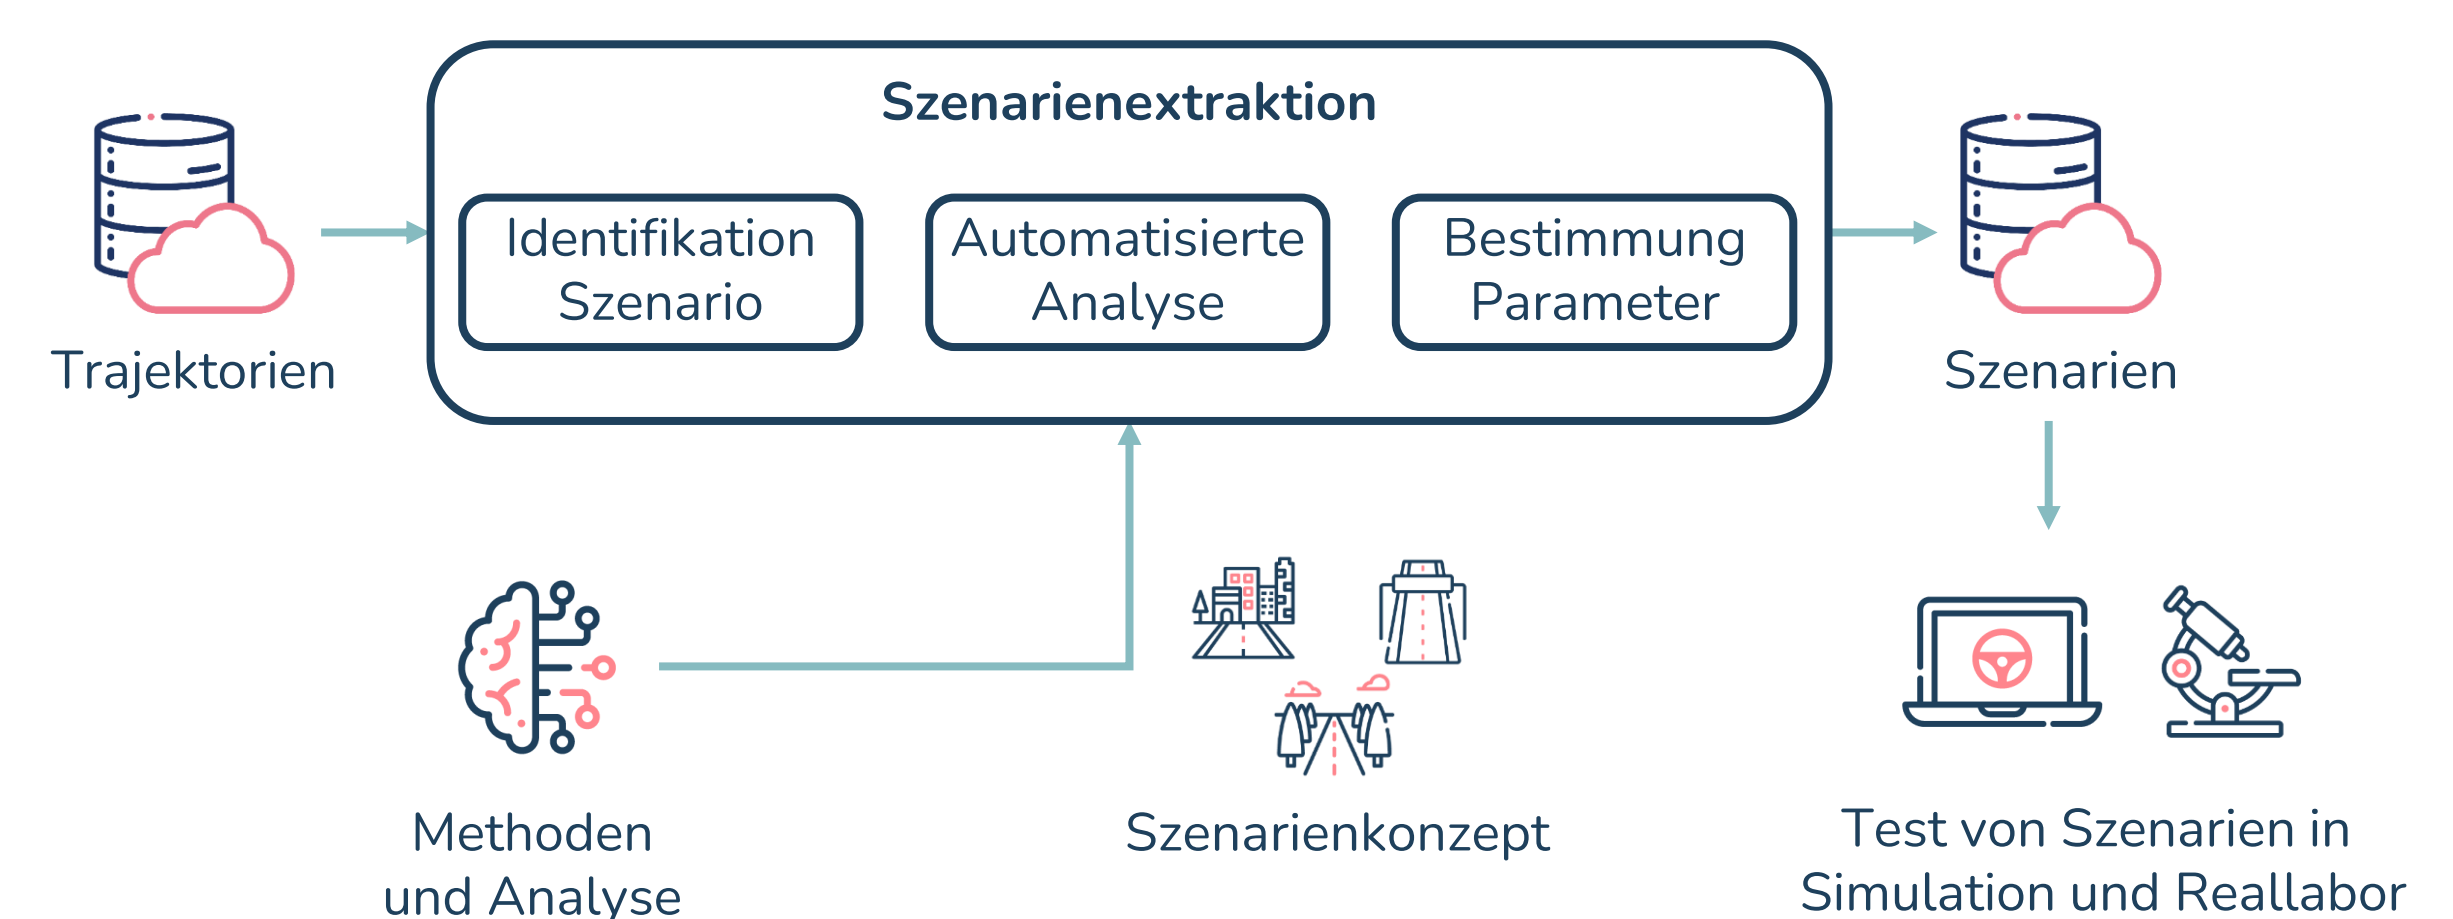 Szenarienextraktion
Identifikation
Szenario
Automatisierte
Analyse
Bestimmung
Parameter
Trajektorien
Szenarien
Methoden
und Analyse
Szenarienkonzept
Test von Szenarien in
Simulation und Reallabor